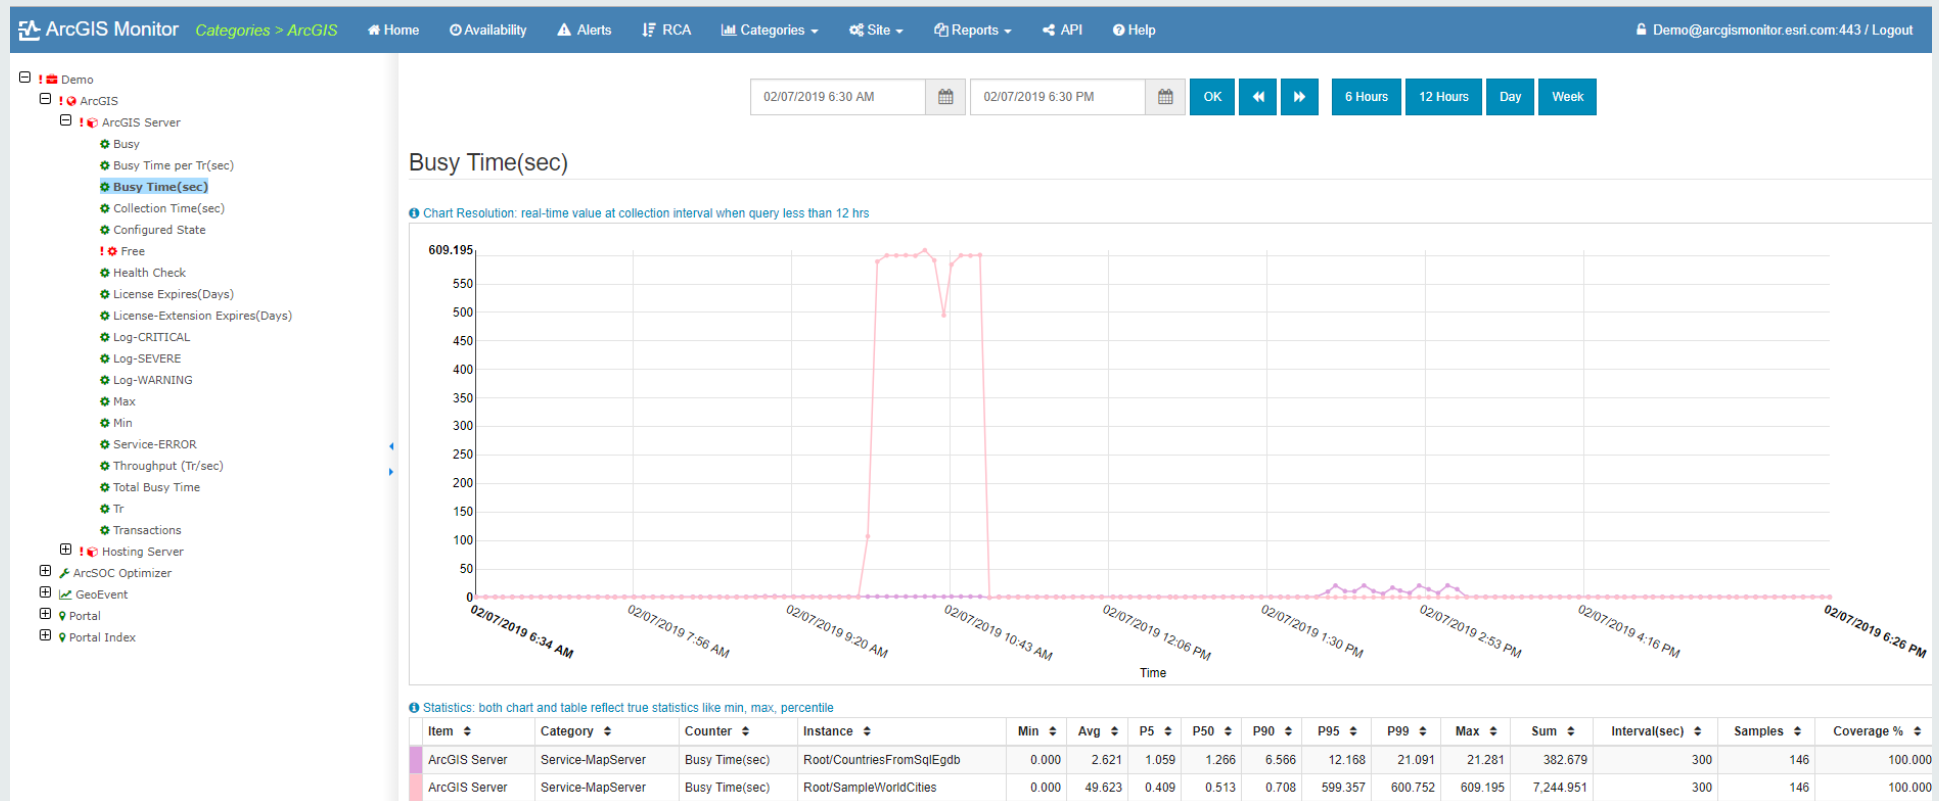 ArcGIS Monitor Categories > ArcGIS Home Availability Alerts RCA Categories Site Reports API Help Demo@arcgismonitor.esri.com:443 / Logout
Demo
ArcGIS
ArcGIS Server
Busy
Busy Time per Tr(sec)
Busy Time(sec)
Collection Time(sec)
Configured State
Free
Health Check
License Expires(Days)
License-Extension Expires(Days)
Log-CRITICAL
Log-SEVERE
Log-WARNING
Max
Min
Service-ERROR
Throughput (Tr/sec)
Total Busy Time
Tr
Transactions
Hosting Server
ArcSOC Optimizer
GeoEvent
Portal
Portal Index
02/07/2019 6:30 AM 02/07/2019 6:30 PM OK 6 Hours 12 Hours Day Week
Busy Time(sec)
Chart Resolution: real-time value at collection interval when query less than 12 hrs
609.195
550
500
450
400
350
300
250
200
150
100
50
0
02/07/2019 6:34 AM
02/07/2019 7:56 AM
02/07/2019 9:20 AM
02/07/2019 10:43 AM
02/07/2019 12:06 PM
02/07/2019 1:30 PM
02/07/2019 2:53 PM
02/07/2019 4:16 PM
02/07/2019 6:26 PM
Time
Statistics: both chart and table reflect true statistics like min, max, percentile
Item Category Counter Instance Min Avg P5 P50 P90 P95 P99 Max Sum Interval(sec) Samples Coverage %
ArcGIS Server Service-MapServer Busy Time(sec) Root/CountriesFromSqlEgdb 0.000 2.621 1.059 1.266 6.566 12.168 21.091 21.281 382.679 300 146 100.000
ArcGIS Server Service-MapServer Busy Time(sec) Root/SampleWorldCities 0.000 49.623 0.409 0.513 0.708 599.357 600.752 609.195 7,244.951 300 146 100.000